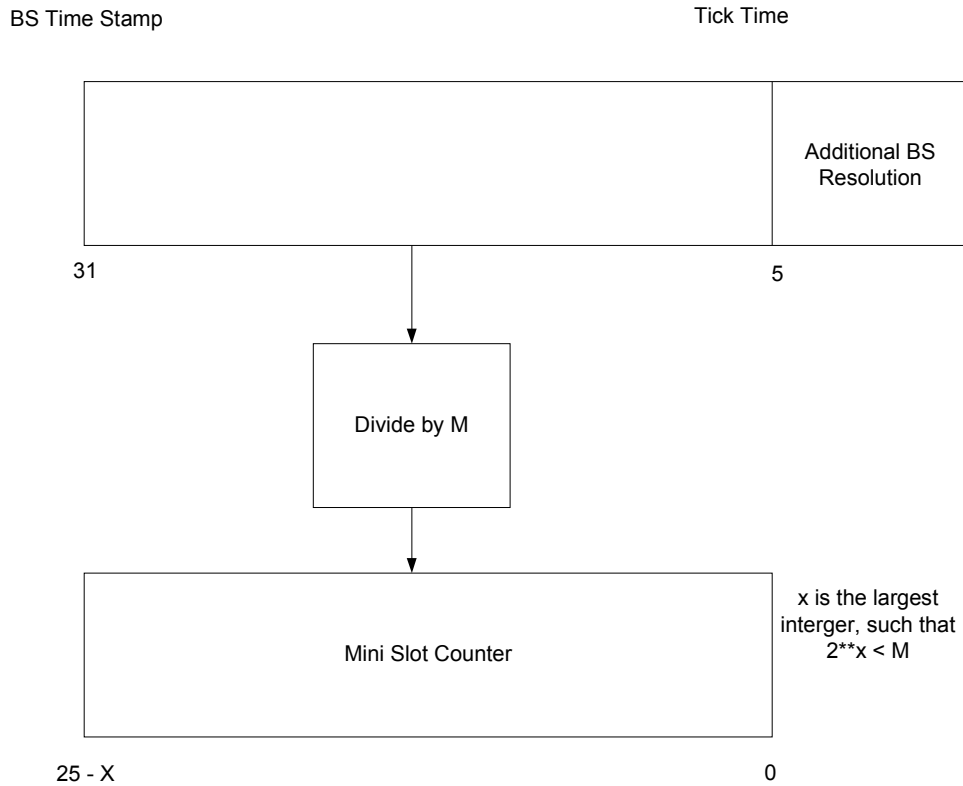 BS Time Stamp
Tick Time
Additional BS
Resolution
31
5
Divide by M
Mini Slot Counter
x is the largest
interger, such that
2**x < M
25 - X
0